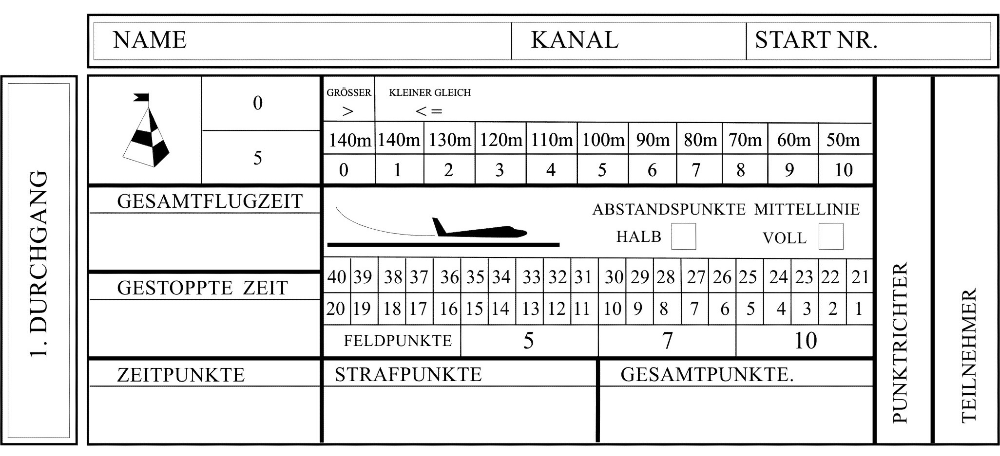 NAME KANAL START NR.
1. DURCHGANG
0
5
GRÖSSER KLEINER GLEICH
> < =
140m 140m 130m 120m 110m 100m 90m 80m 70m 60m 50m
0 1 2 3 4 5 6 7 8 9 10
GESAMTFLUGZEIT
ABSTANDSPUNKTE MITTELLINIE
HALB VOLL
40 39 38 37 36 35 34 33 32 31 30 29 28 27 26 25 24 23 22 21
GESTOPPTE ZEIT
20 19 18 17 16 15 14 13 12 11 10 9 8 7 6 5 4 3 2 1
FELDPUNKTE 5 7 10
ZEITPUNKTE STRAFPUNKTE GESAMTPUNKTE.
PUNKTRICHTER
TEILNEHMER